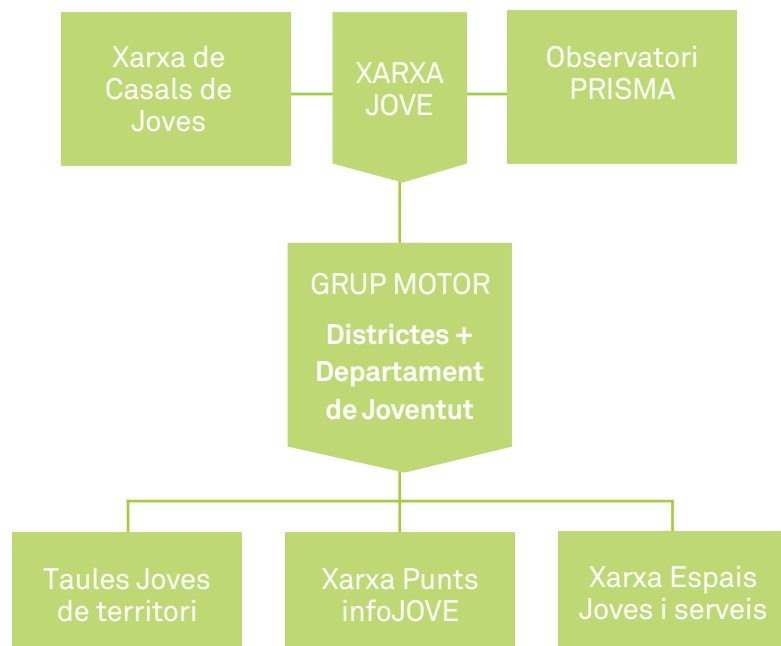 Xarxa de
Casals de
Joves
XARXA
JOVE
Observatori
PRISMA
GRUP MOTOR
Districtes +
Departament
de Joventut
Taules Joves
de territori
Xarxa Punts
infoJOVE
Xarxa Espais
Joves i serveis